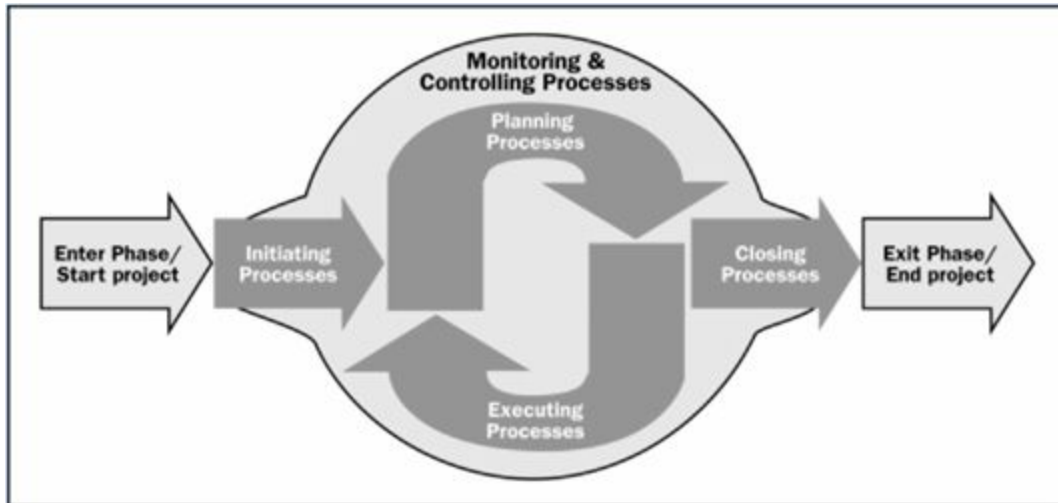 Monitoring &
Controlling Processes
Planning
Processes
Enter Phase/
Start project
Initiating
Processes
Closing
Processes
Exit Phase/
End project
Executing
Processes